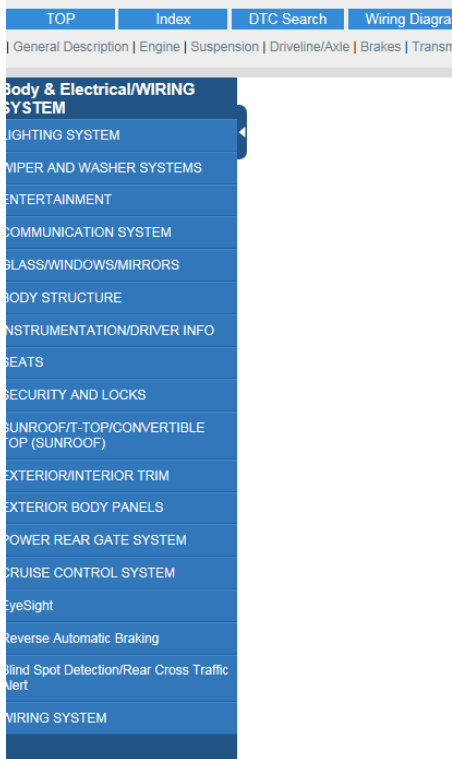 TOP Index DTC Search Wiring Diagra
| General Description | Engine | Suspension | Driveline/Axle | Brakes | Transm
Body & Electrical/WIRING
SYSTEM
LIGHTING SYSTEM
WIPER AND WASHER SYSTEMS
ENTERTAINMENT
COMMUNICATION SYSTEM
GLASS/WINDOWS/MIRRORS
BODY STRUCTURE
INSTRUMENTATION/DRIVER INFO
SEATS
SECURITY AND LOCKS
SUNROOF/T-TOP/CONVERTIBLE
TOP (SUNROOF)
EXTERIOR/INTERIOR TRIM
EXTERIOR BODY PANELS
POWER REAR GATE SYSTEM
CRUISE CONTROL SYSTEM
EyeSight
Reverse Automatic Braking
Blind Spot Detection/Rear Cross Traffic
Alert
WIRING SYSTEM